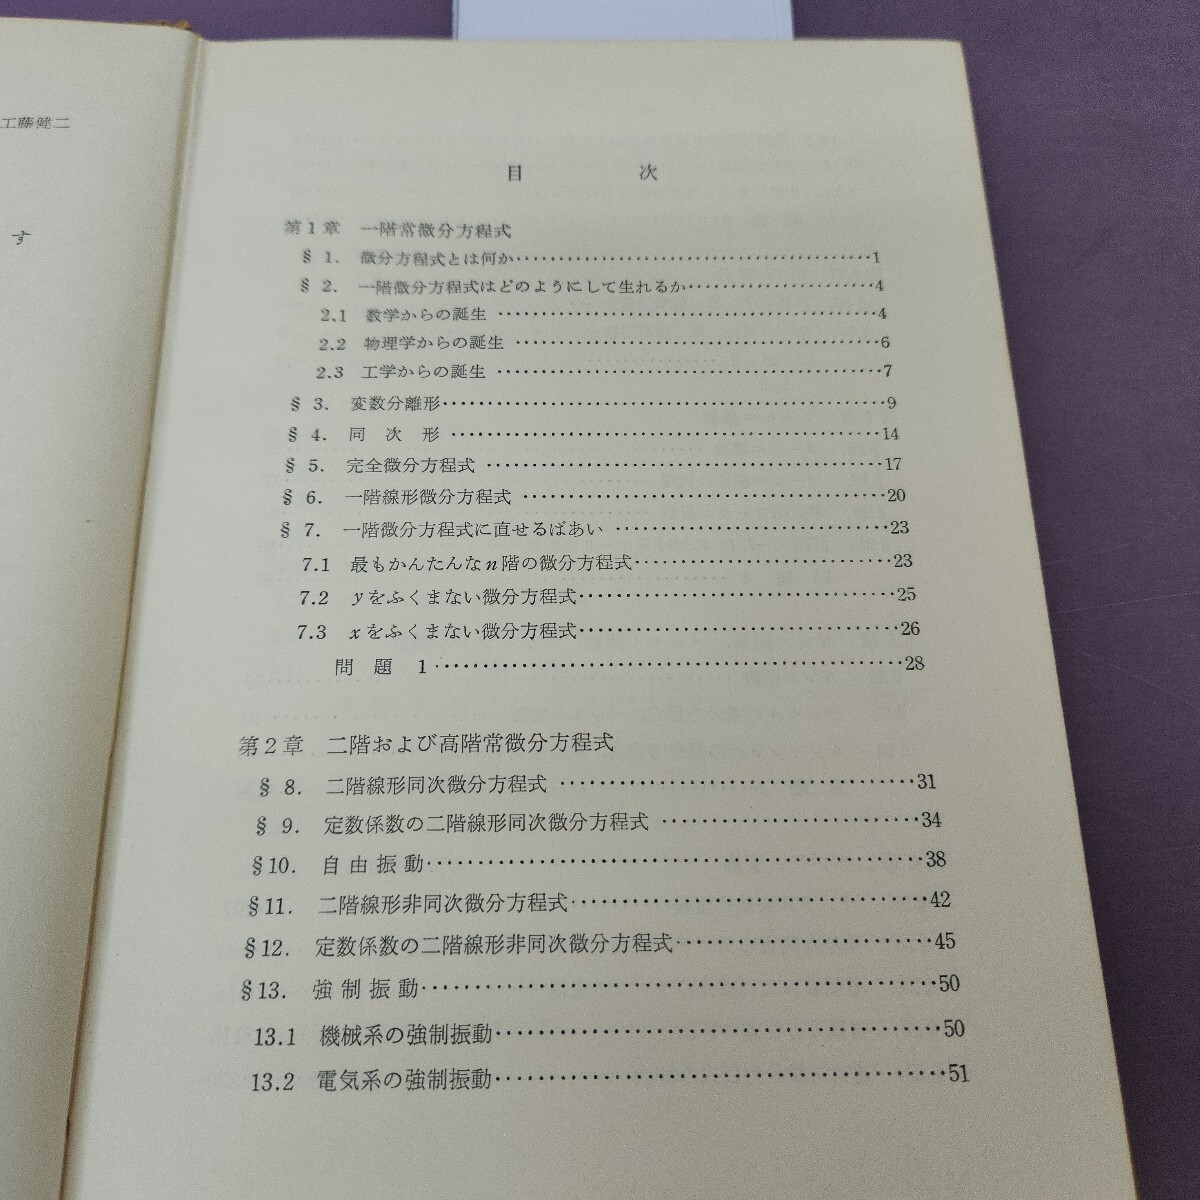 工藤健二
す
目 次
第1章 一階常微分方程式
§ 1. 微分方程式とは何か…………………………………1
§ 2. 一階微分方程式はどのようにして生れるか…………………4
2.1 数学からの誕生 …………………………………4
2.2 物理学からの誕生 …………………………………6
2.3 工学からの誕生 …………………………………7
§ 3. 変数分離形…………………………………9
§ 4. 同 次 形 …………………………………14
§ 5. 完全微分方程式 …………………………………17
§ 6. 一階線形微分方程式 …………………………………20
§ 7. 一階微分方程式に直せるばあい …………………………23
7.1 最もかんたんなn階の微分方程式…………………………23
7.2 yをふくまない微分方程式…………………………………25
7.3 xをふくまない微分方程式…………………………………26
問 題 1…………………………………28
第2章 二階および高階常微分方程式
§ 8. 二階線形同次微分方程式 …………………………………31
§ 9. 定数係数の二階線形同次微分方程式 …………………………34
§10. 自 由 振 動…………………………………38
§11. 二階線形非同次微分方程式…………………………………42
§12. 定数係数の二階線形非同次微分方程式…………………………45
§13. 強 制 振 動…………………………………50
13.1 機械系の強制振動…………………………………50
13.2 電気系の強制振動…………………………………51